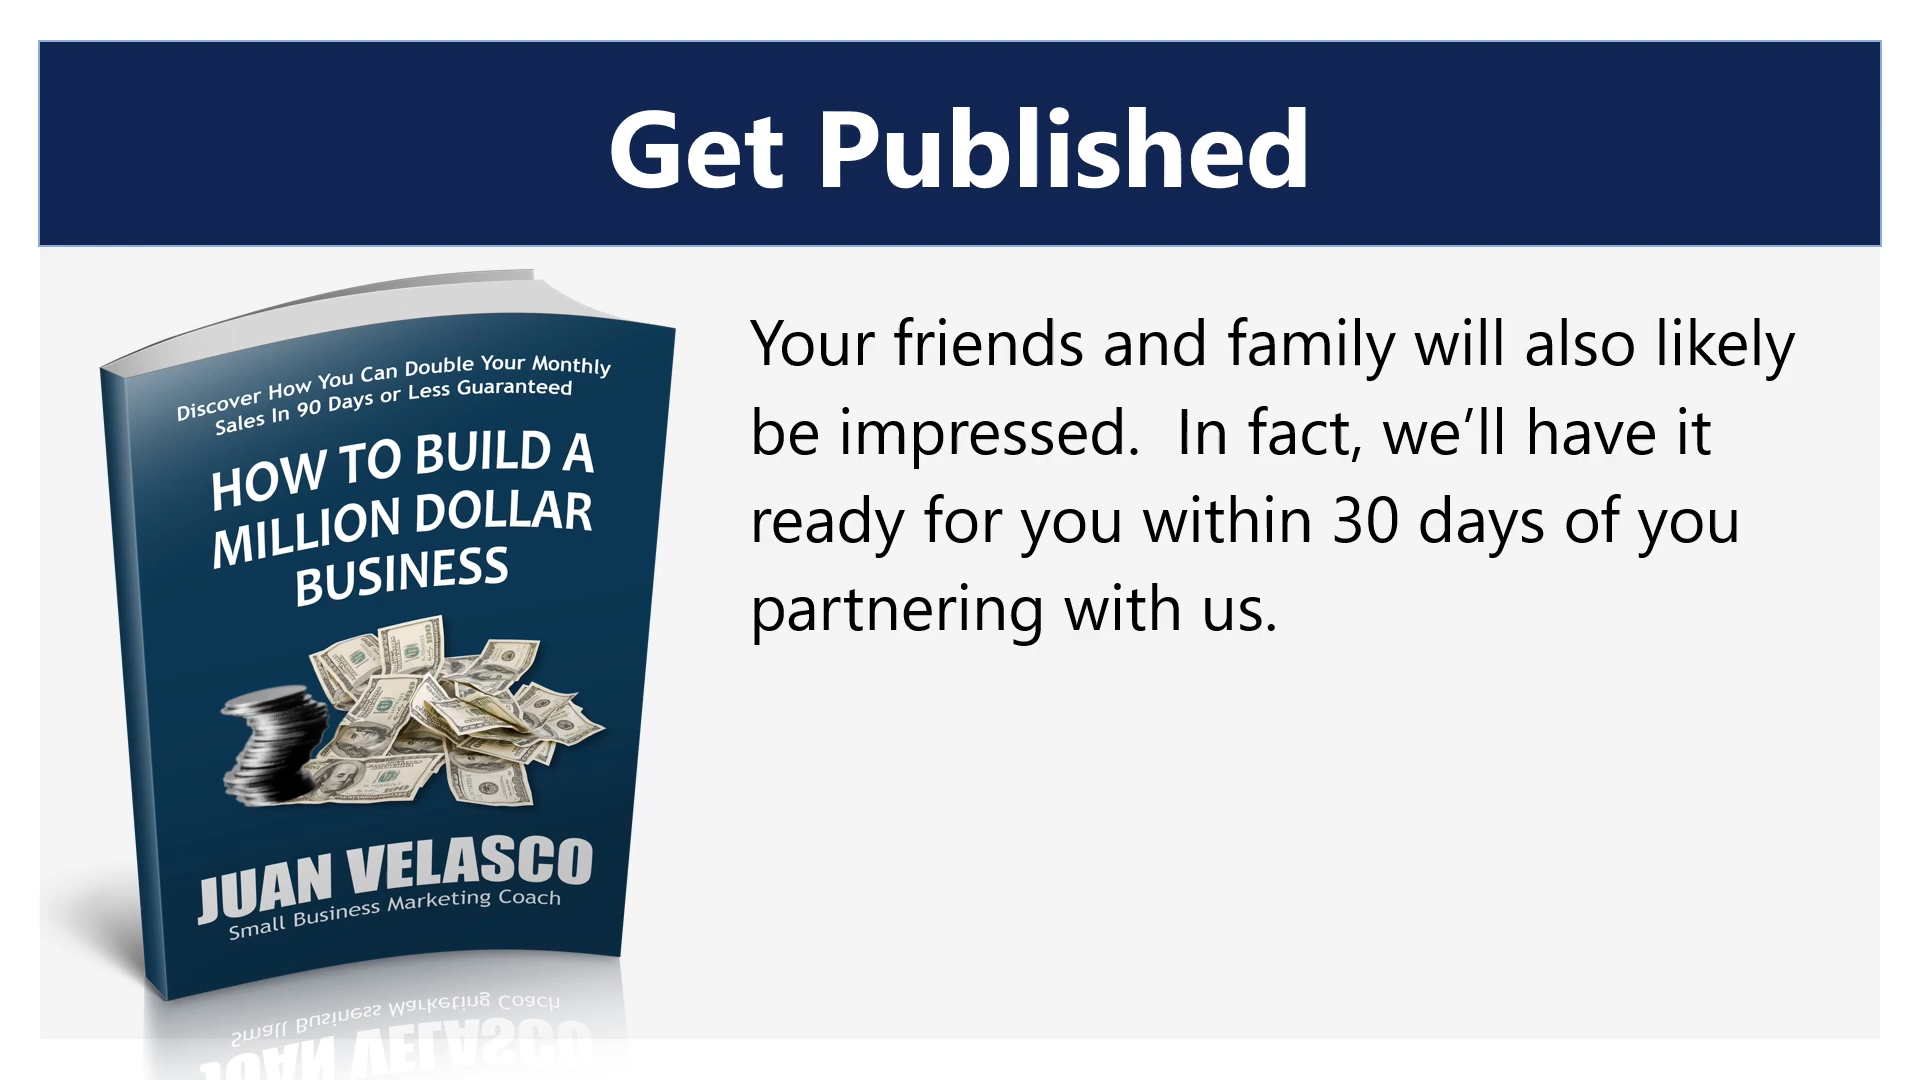 Get Published
Discover How You Can Double Your Monthly
Sales In 90 Days or Less Guaranteed
HOW TO BUILD A
MILLION DOLLAR
BUSINESS
JUAN VELASCO
Small Business Marketing Coach
Your friends and family will also likely
be impressed.  In fact, we’ll have it
ready for you within 30 days of you
partnering with us.